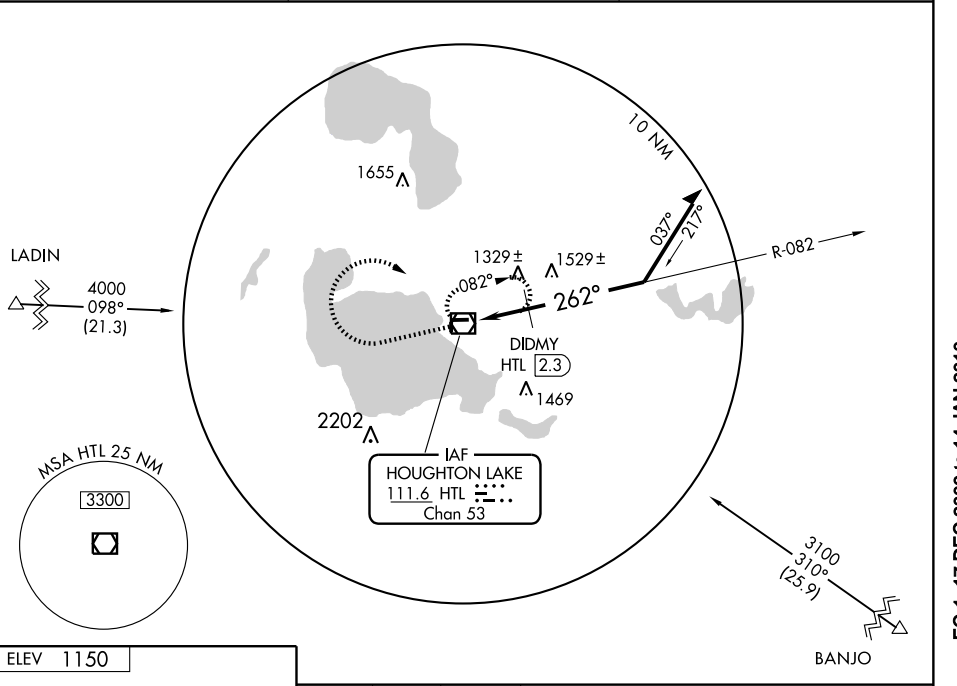 10 NM
1655
LADIN
4000
098°
(21.3)
1329 ±
1529 ±
082°
262°
037°
217°
R-082
DIDMY
HTL 2.3
1469
2202
IAF
HOUGHTON LAKE
111.6 HTL
Chan 53
MSA HTL 25 NM
3300
3100
310°
(25.9)
BANJO
ELEV 1150